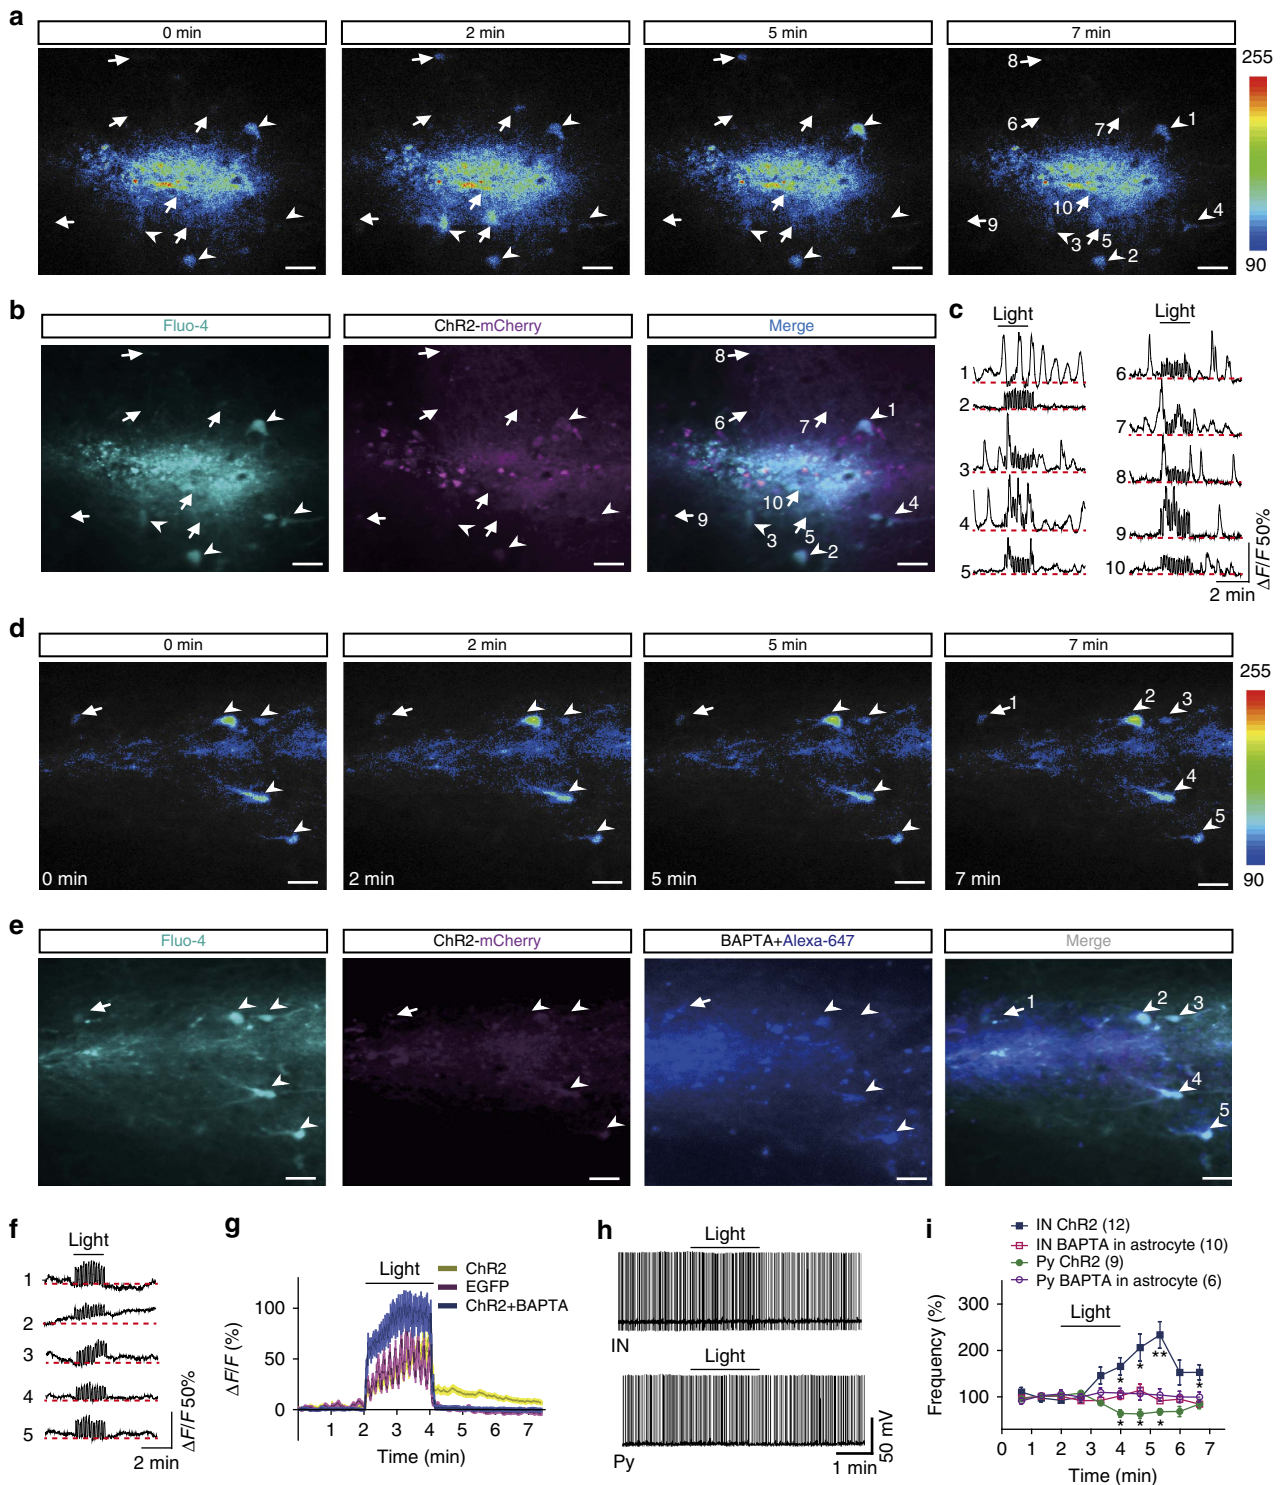 a
0 min 2 min 5 min 7 min
255
8
6 7 1
10
9 4
3 5
2
90
b
Fluo-4 ChR2-mCherry Merge
8
6 7 1
10
9 4
3 5
2
c
Light Light
1 6
2 7
3 8
4 9
5 10
ΔF/F 50%
2 min
d
0 min 2 min 5 min 7 min
255
1 2 3
4
5
0 min 2 min 5 min 7 min
90
e
Fluo-4 ChR2-mCherry BAPTA+Alexa-647 Merge
1 2 3
4
5
f
Light
1
2
3
4
5
ΔF/F 50%
2 min
g
Light
ChR2
EGFP
ChR2+BAPTA
ΔF/F (%)
100
50
0
1 2 3 4 5 6 7
Time (min)
h
Light
IN
Light
Py
50 mV
1 min
i
IN ChR2 (12)
IN BAPTA in astrocyte (10)
Py ChR2 (9)
Py BAPTA in astrocyte (6)
Frequency (%)
300
200
100
Light
* * ** *
* * *
0 1 2 3 4 5 6 7
Time (min)